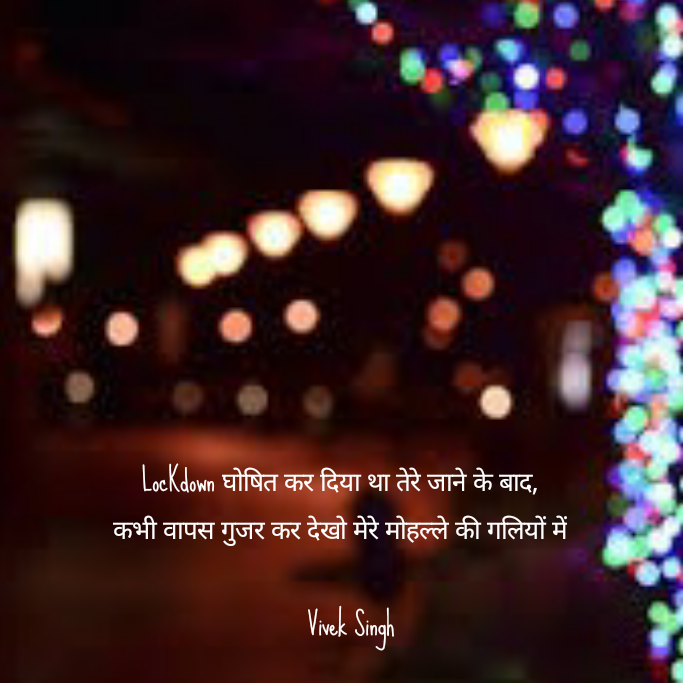 LocKdown घोषित कर दिया था तेरे जाने के बाद,
कभी वापस गुजर कर देखो मेरे मोहल्ले की गलियों में
Vivek Singh